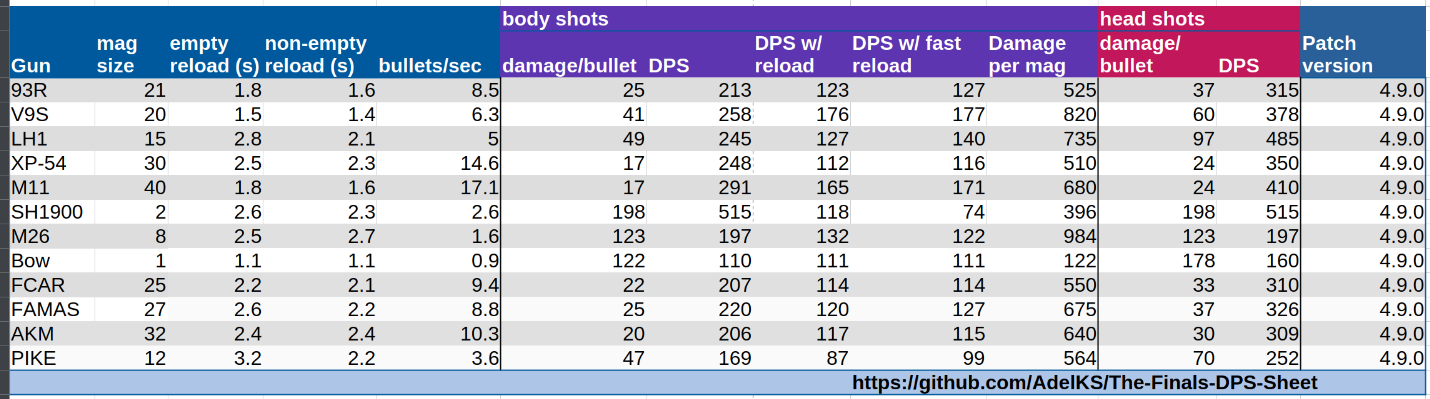 body shots head shots
mag empty non-empty DPS w/ DPS w/ fast Damage damage/ Patch
Gun size reload (s) reload (s) bullets/sec damage/bullet DPS reload reload per mag bullet DPS version
93R 21 1.8 1.6 8.5 25 213 123 127 525 37 315 4.9.0
V9S 20 1.5 1.4 6.3 41 258 176 177 820 60 378 4.9.0
LH1 15 2.8 2.1 5 49 245 127 140 735 97 485 4.9.0
XP-54 30 2.5 2.3 14.6 17 248 112 116 510 24 350 4.9.0
M11 40 1.8 1.6 17.1 17 291 165 171 680 24 410 4.9.0
SH1900 2 2.6 2.3 2.6 198 515 118 74 396 198 515 4.9.0
M26 8 2.5 2.7 1.6 123 197 132 122 984 123 197 4.9.0
Bow 1 1.1 1.1 0.9 122 110 111 111 122 178 160 4.9.0
FCAR 25 2.2 2.1 9.4 22 207 114 114 550 33 310 4.9.0
FAMAS 27 2.6 2.2 8.8 25 220 120 127 675 37 326 4.9.0
AKM 32 2.4 2.4 10.3 20 206 117 115 640 30 309 4.9.0
PIKE 12 3.2 2.2 3.6 47 169 87 99 564 70 252 4.9.0
https://github.com/AdelKS/The-Finals-DPS-Sheet